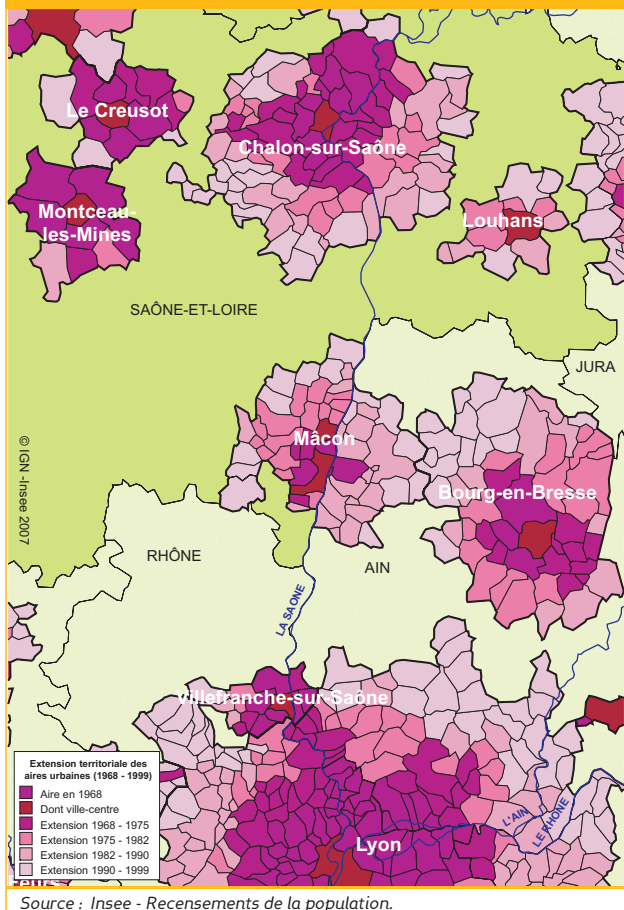 Le Creusot
Chalon-sur-Saône
Montceau-
les-Mines
Louhans
SAÔNE-ET-LOIRE
JURA
Mâcon
© IGN -Insee 2007
Bourg-en-Bresse
RHÔNE
AIN
LA SAONE
Villefranche-sur-Saône
Extension territoriale des
aires urbaines (1968 - 1999)
Aire en 1968
Dont ville-centre
Extension 1968 - 1975
Extension 1975 - 1982
Extension 1982 - 1990
Extension 1990 - 1999
L'AIN
LE RHÔNE
Lyon
Source : Insee - Recensements de la population.